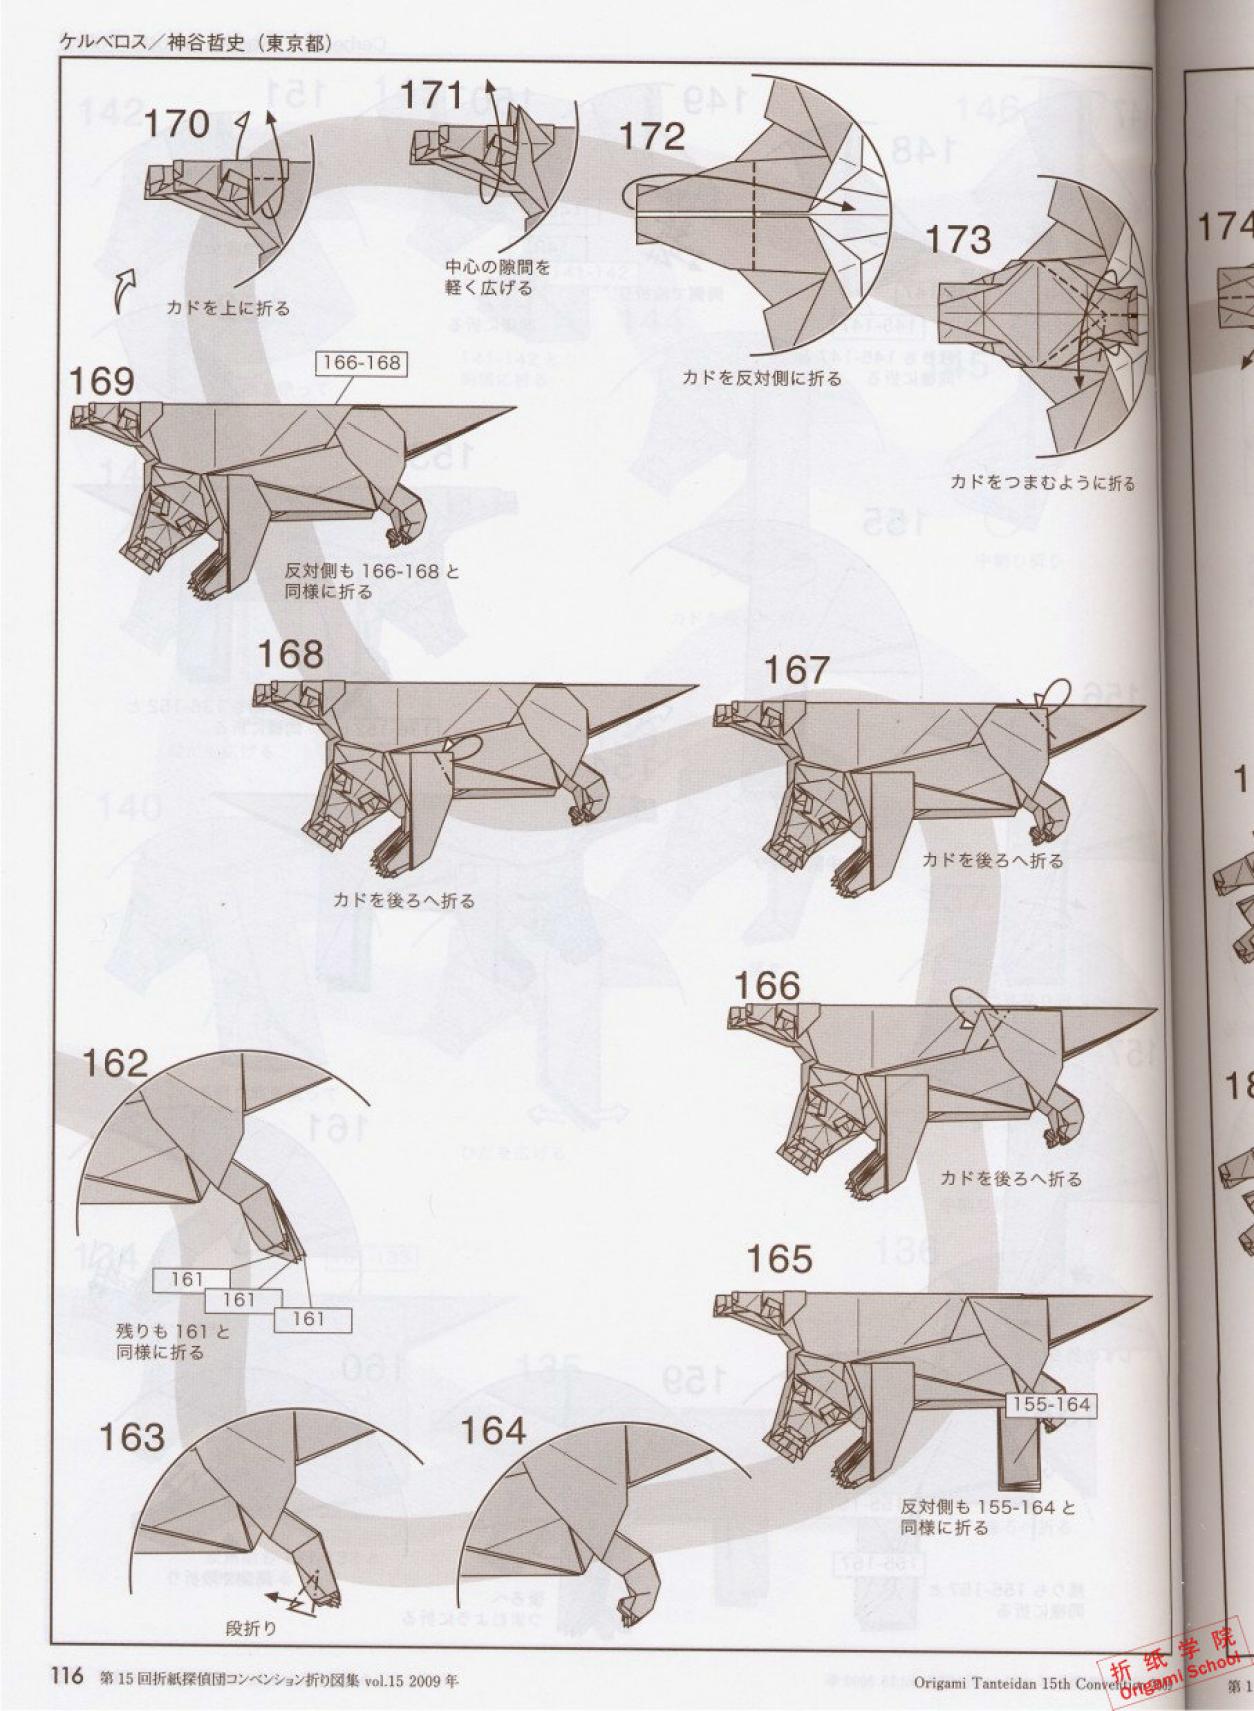 ケルベロス／神谷哲史（東京都）
170
カドを上に折る
171
中心の隙間を
軽く広げる
172
カドを反対側に折る
173
カドをつまむように折る
174
169
166-168
反対側も 166-168 と
同様に折る
168
カドを後ろへ折る
167
カドを後ろへ折る
166
カドを後ろへ折る
162
161
161
161
残りも 161 と
同様に折る
165
155-164
反対側も 155-164 と
同様に折る
163
段折り
164
116 第 15 回折紙探偵団コンベンション折り図集 vol.15 2009 年
Origami Tanteidan 15th Convention
折纸学院
Origami School
第 1